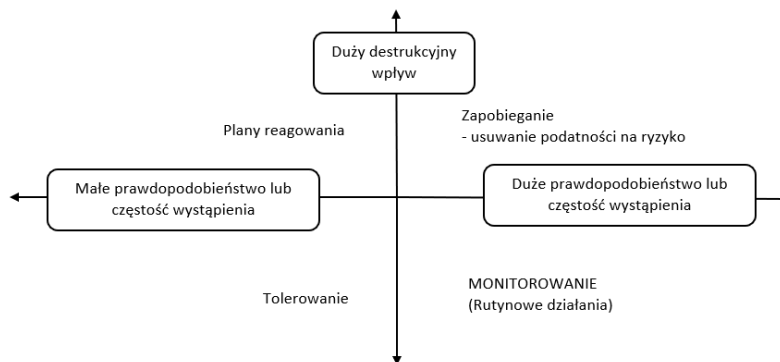 Duży destrukcyjny
wpływ
Plany reagowania
Zapobieganie
- usuwanie podatności na ryzyko
Małe prawdopodobieństwo lub
częstość wystąpienia
Duże prawdopodobieństwo lub
częstość wystąpienia
Tolerowanie
MONITOROWANIE
(Rutynowe działania)